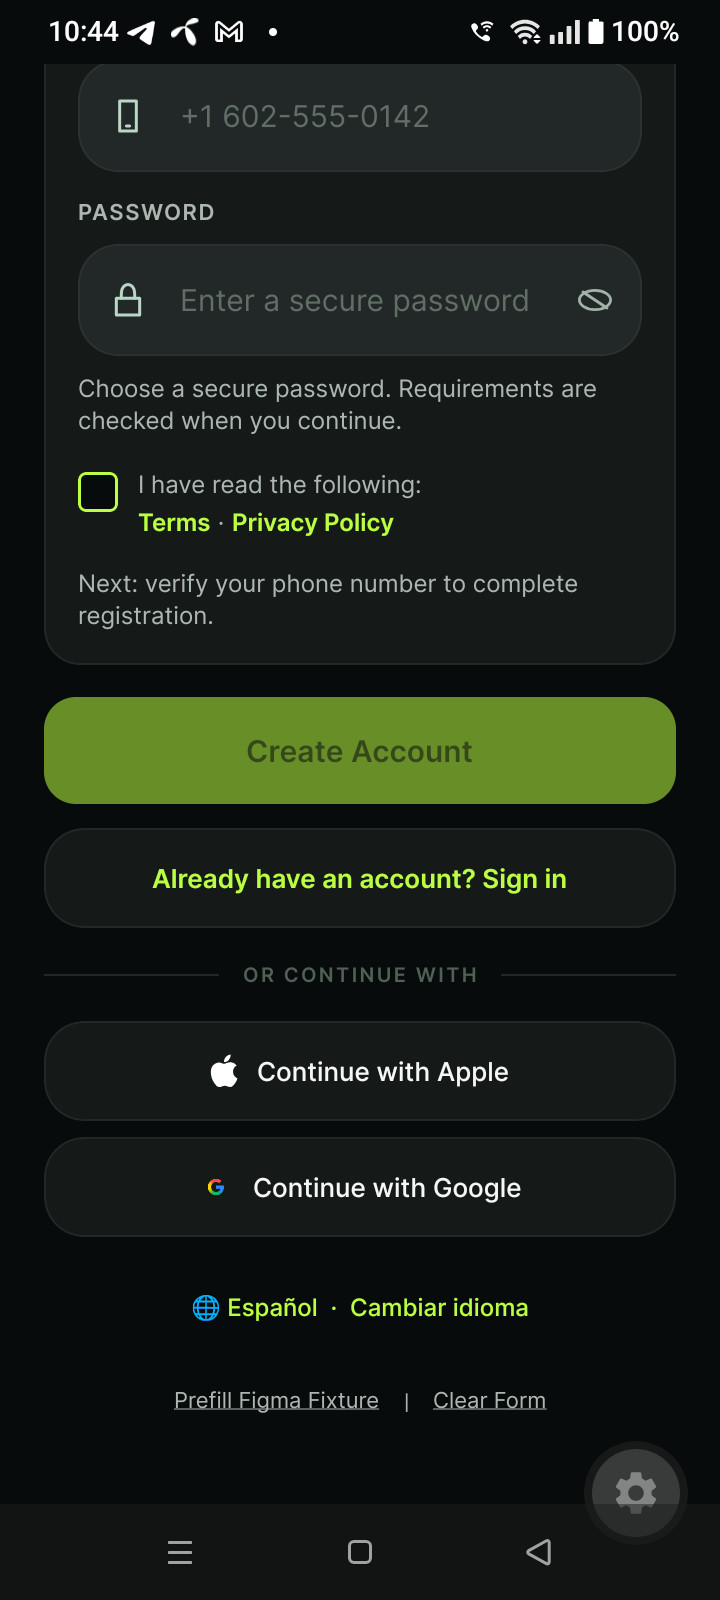 10:44
100%
+1 602-555-0142
PASSWORD
Enter a secure password
Choose a secure password. Requirements are
checked when you continue.
I have read the following:
Terms · Privacy Policy
Next: verify your phone number to complete
registration.
Create Account
Already have an account? Sign in
OR CONTINUE WITH
Continue with Apple
Continue with Google
Español · Cambiar idioma
Prefill Figma Fixture | Clear Form